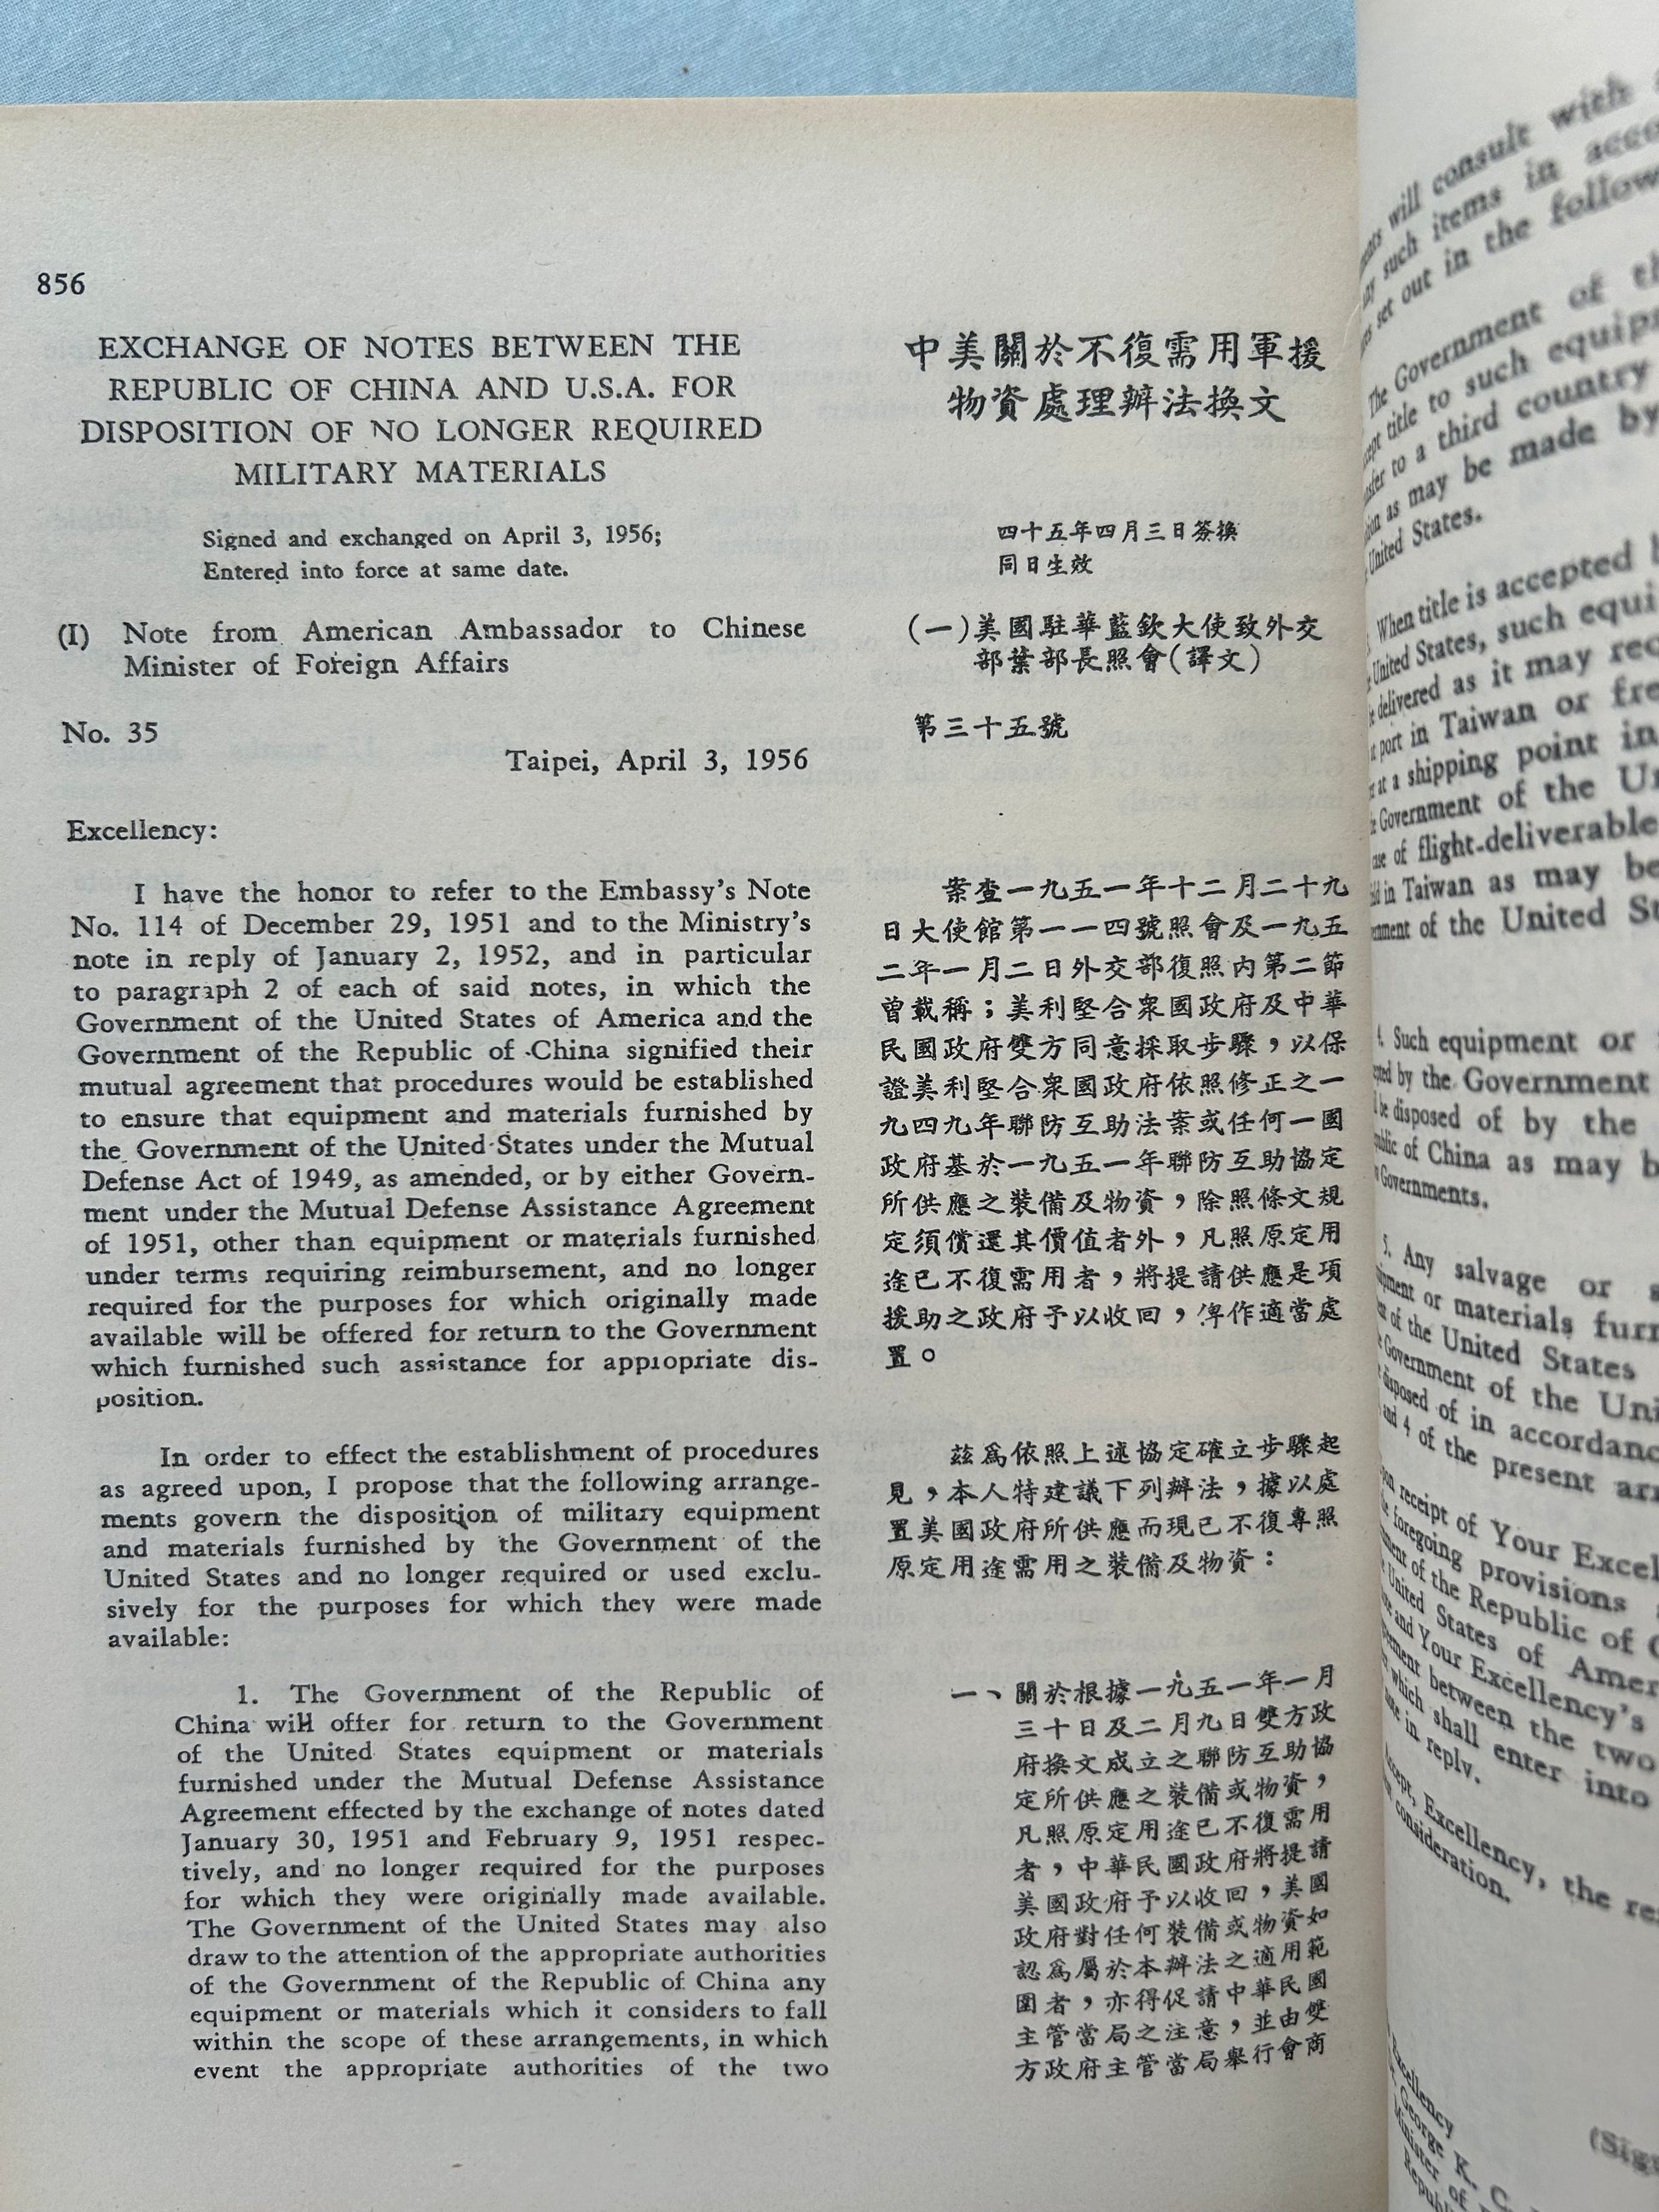 856
EXCHANGE OF NOTES BETWEEN THE
REPUBLIC OF CHINA AND U.S.A. FOR
DISPOSITION OF NO LONGER REQUIRED
MILITARY MATERIALS
Signed and exchanged on April 3, 1956;
Entered into force at same date.
(I) Note from American Ambassador to Chinese
Minister of Foreign Affairs
No. 35
Taipei, April 3, 1956
Excellency:
I have the honor to refer to the Embassy's Note
No. 114 of December 29, 1951 and to the Ministry's
note in reply of January 2, 1952, and in particular
to paragraph 2 of each of said notes, in which the
Government of the United States of America and the
Government of the Republic of China signified their
mutual agreement that procedures would be established
to ensure that equipment and materials furnished by
the Government of the United States under the Mutual
Defense Act of 1949, as amended, or by either Govern-
ment under the Mutual Defense Assistance Agreement
of 1951, other than equipment or materials furnished
under terms requiring reimbursement, and no longer
required for the purposes for which originally made
available will be offered for return to the Government
which furnished such assistance for appropriate dis-
position.
In order to effect the establishment of procedures
as agreed upon, I propose that the following arrange-
ments govern the disposition of military equipment
and materials furnished by the Government of the
United States and no longer required or used exclu-
sively for the purposes for which they were made
available:
1. The Government of the Republic of
China will offer for return to the Government
of the United States equipment or materials
furnished under the Mutual Defense Assistance
Agreement effected by the exchange of notes dated
January 30, 1951 and February 9, 1951 respec-
tively, and no longer required for the purposes
for which they were originally made available.
The Government of the United States may also
draw to the attention of the appropriate authorities
of the Government of the Republic of China any
equipment or materials which it considers to fall
within the scope of these arrangements, in which
event the appropriate authorities of the two
中美關於不復需用軍援
物資處理辦法換文
四十五年四月三日簽換
同日生效
(一)美國駐華藍欽大使致外交
部葉部長照會(譯文)
第三十五號
案查一九五一年十二月二十九
日大使館第一一四號照會及一九五
二年一月二日外交部復照內第二節
曾載稱；美利堅合衆國政府及中華
民國政府雙方同意採取步驟，以保
證美利堅合衆國政府依照修正之一
九四九年聯防互助法案或任何一國
政府基於一九五一年聯防互助協定
所供應之裝備及物資，除照條文規
定須償還其價值者外，凡照原定用
途已不復需用者，將提請供應是項
援助之政府予以收回，俾作適當處
置。
茲爲依照上述協定確立步驟起
見，本人特建議下列辦法，據以處
置美國政府所供應而現已不復專照
原定用途需用之裝備及物資：
一、關於根據一九五一年一月
三十日及二月九日雙方政
府換文成立之聯防互助協
定所供應之裝備或物資，
凡照原定用途已不復需用
者，中華民國政府將提請
美國政府予以收回，美國
政府對任何裝備或物資如
認爲屬於本辦法之適用範
圍者，亦得促請中華民國
主管當局之注意，並由雙
方政府主管當局舉行會商
will consult with
such items in
set out in the
The Government of
title to such
to a third country
as may be made by
United States.
When title is accepted
United States, such
delivered as it may
port in Taiwan or
at a shipping point in
Government of the
of flight-deliverable
in Taiwan as may
of the United
4. Such equipment or
by the Government
be disposed of by the
of China as may
Governments.
5. Any salvage or
or materials
of the United States
Government of the
disposed of in
and 4 of the present
receipt of Your
foregoing provisions
of the Republic of
United States of
and Your Excellency's
between the two
which shall enter into
in reply.
Accept, Excellency, the
consideration.
Excellency
George K. C.
Minister of